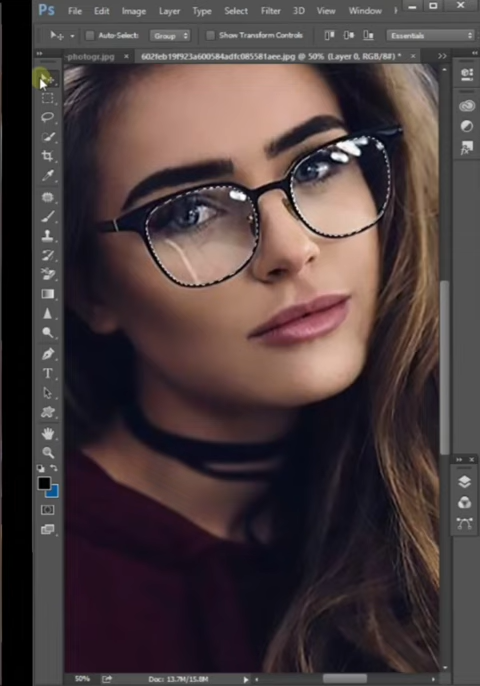 Ps File Edit Image Layer Type Select Filter 3D View Window
Auto-Select: Group Show Transform Controls Essentials
-photogr.jpg × 602feb19f923a600584adfc085581aee.jpg @ 50% (Layer 0, RGB/8#) * ×
T
50% Doc: 13.7M/15.8M